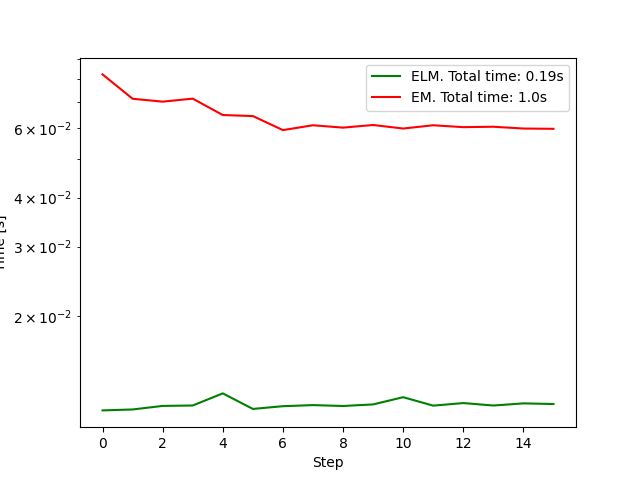 ELM. Total time: 0.19s
EM. Total time: 1.0s
6 × 10⁻²
4 × 10⁻²
3 × 10⁻²
2 × 10⁻²
0 2 4 6 8 10 12 14
Step